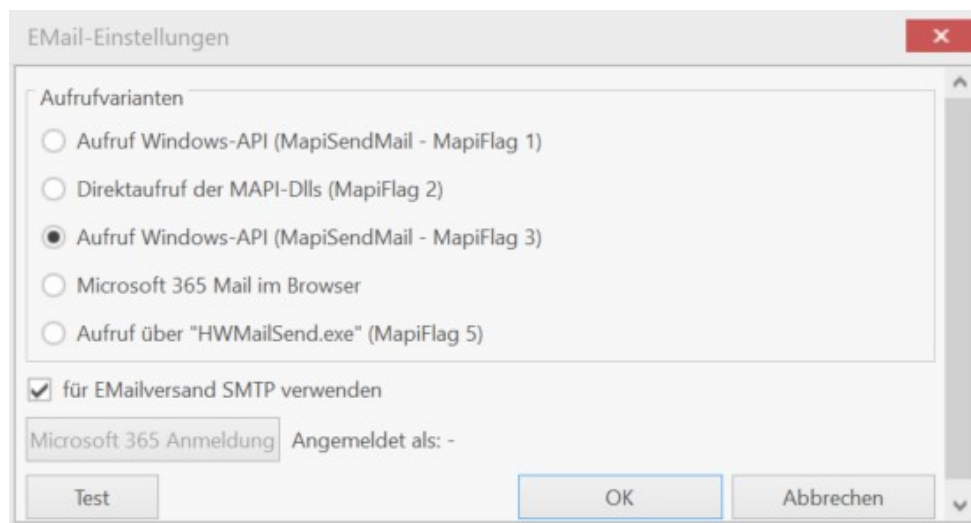 EMail-Einstellungen
Aufrufvarianten
Aufruf Windows-API (MapiSendMail - MapiFlag 1)
Direktaufruf der MAPI-Dlls (MapiFlag 2)
Aufruf Windows-API (MapiSendMail - MapiFlag 3)
Microsoft 365 Mail im Browser
Aufruf über "HWMailSend.exe" (MapiFlag 5)
für EMailversand SMTP verwenden
Microsoft 365 Anmeldung Angemeldet als: -
Test OK Abbrechen